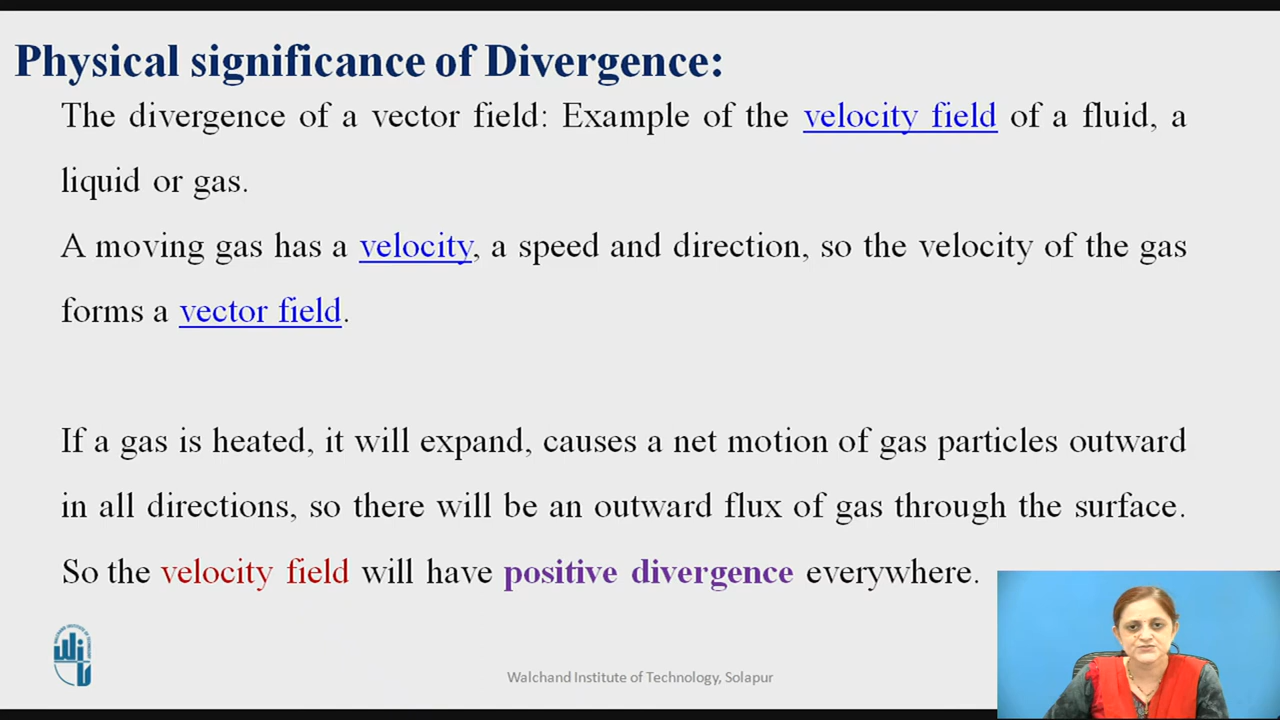 Physical significance of Divergence:
The divergence of a vector field: Example of the velocity field of a fluid, a
liquid or gas.
A moving gas has a velocity, a speed and direction, so the velocity of the gas
forms a vector field.
If a gas is heated, it will expand, causes a net motion of gas particles outward
in all directions, so there will be an outward flux of gas through the surface.
So the velocity field will have positive divergence everywhere.
Walchand Institute of Technology, Solapur